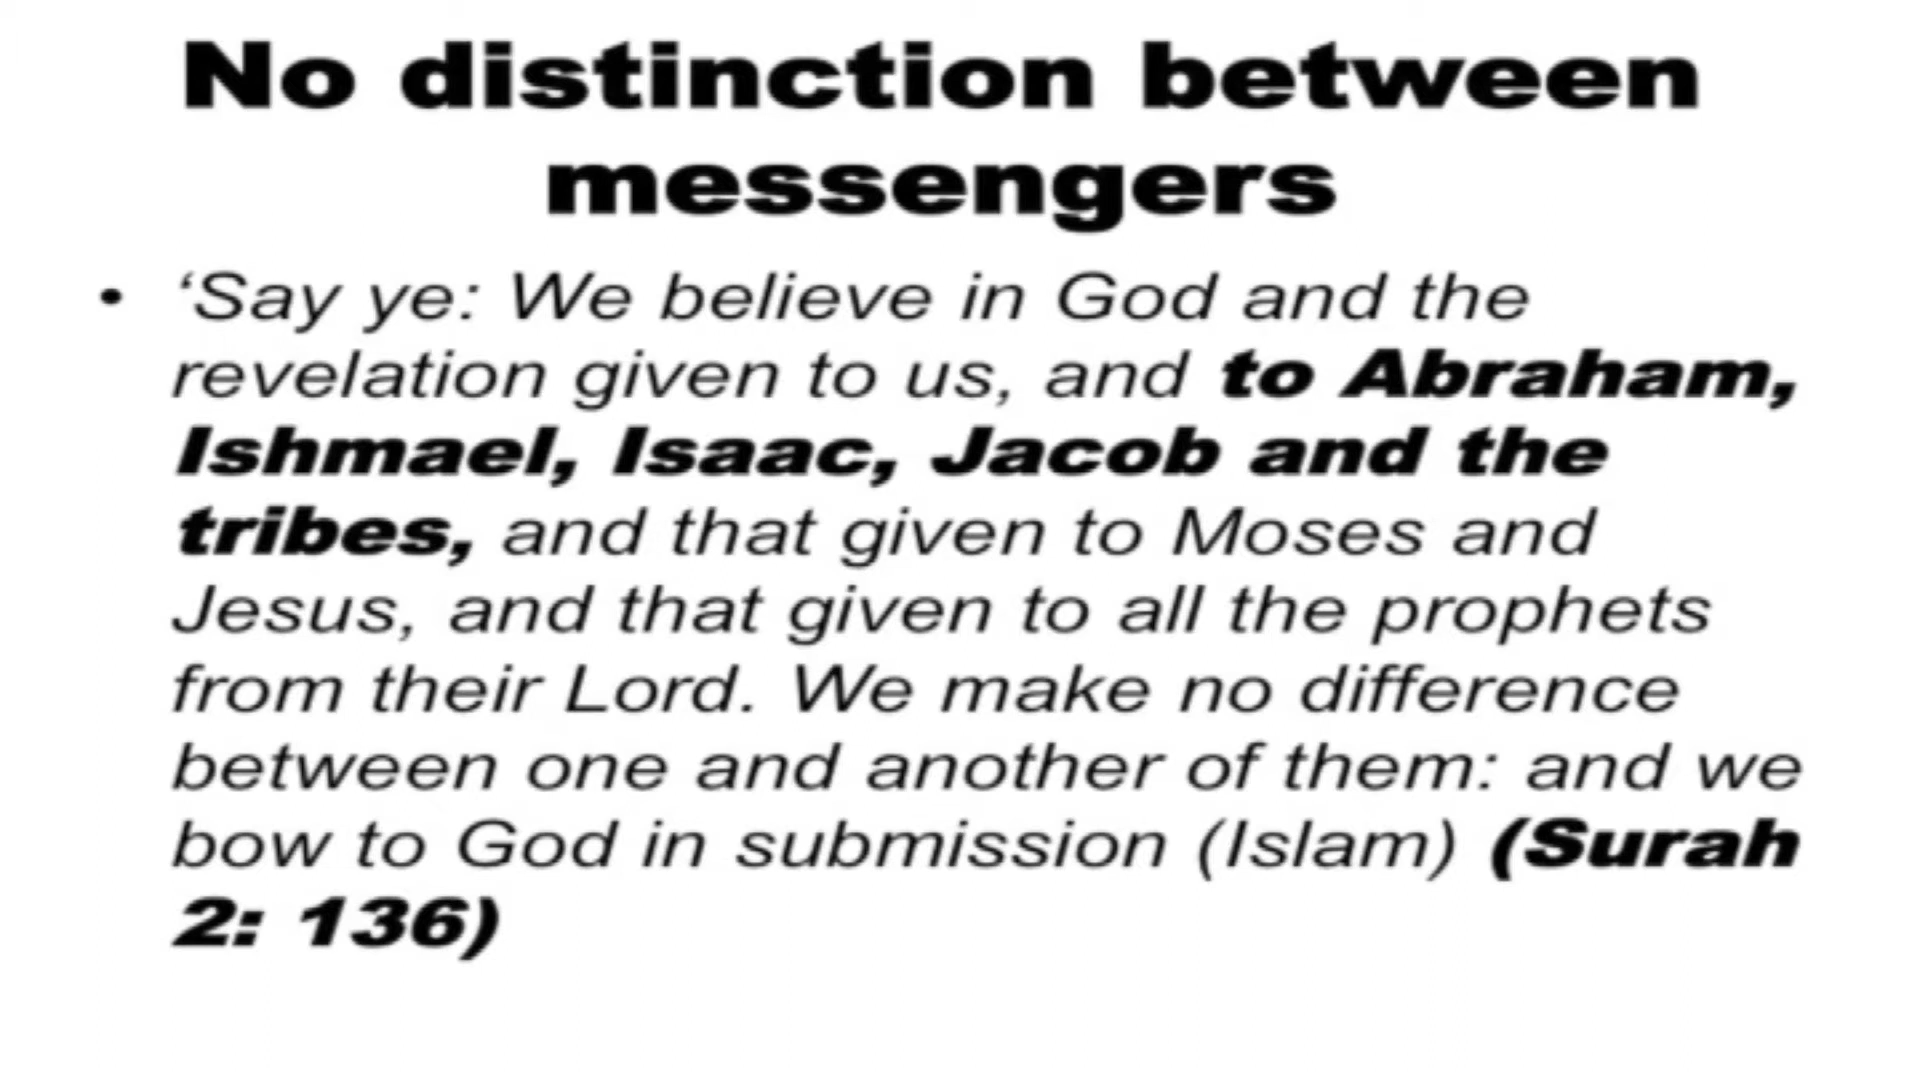 No distinction between
messengers
• ‘Say ye: We believe in God and the
revelation given to us, and to Abraham,
Ishmael, Isaac, Jacob and the
tribes, and that given to Moses and
Jesus, and that given to all the prophets
from their Lord. We make no difference
between one and another of them: and we
bow to God in submission (Islam) (Surah
2: 136)